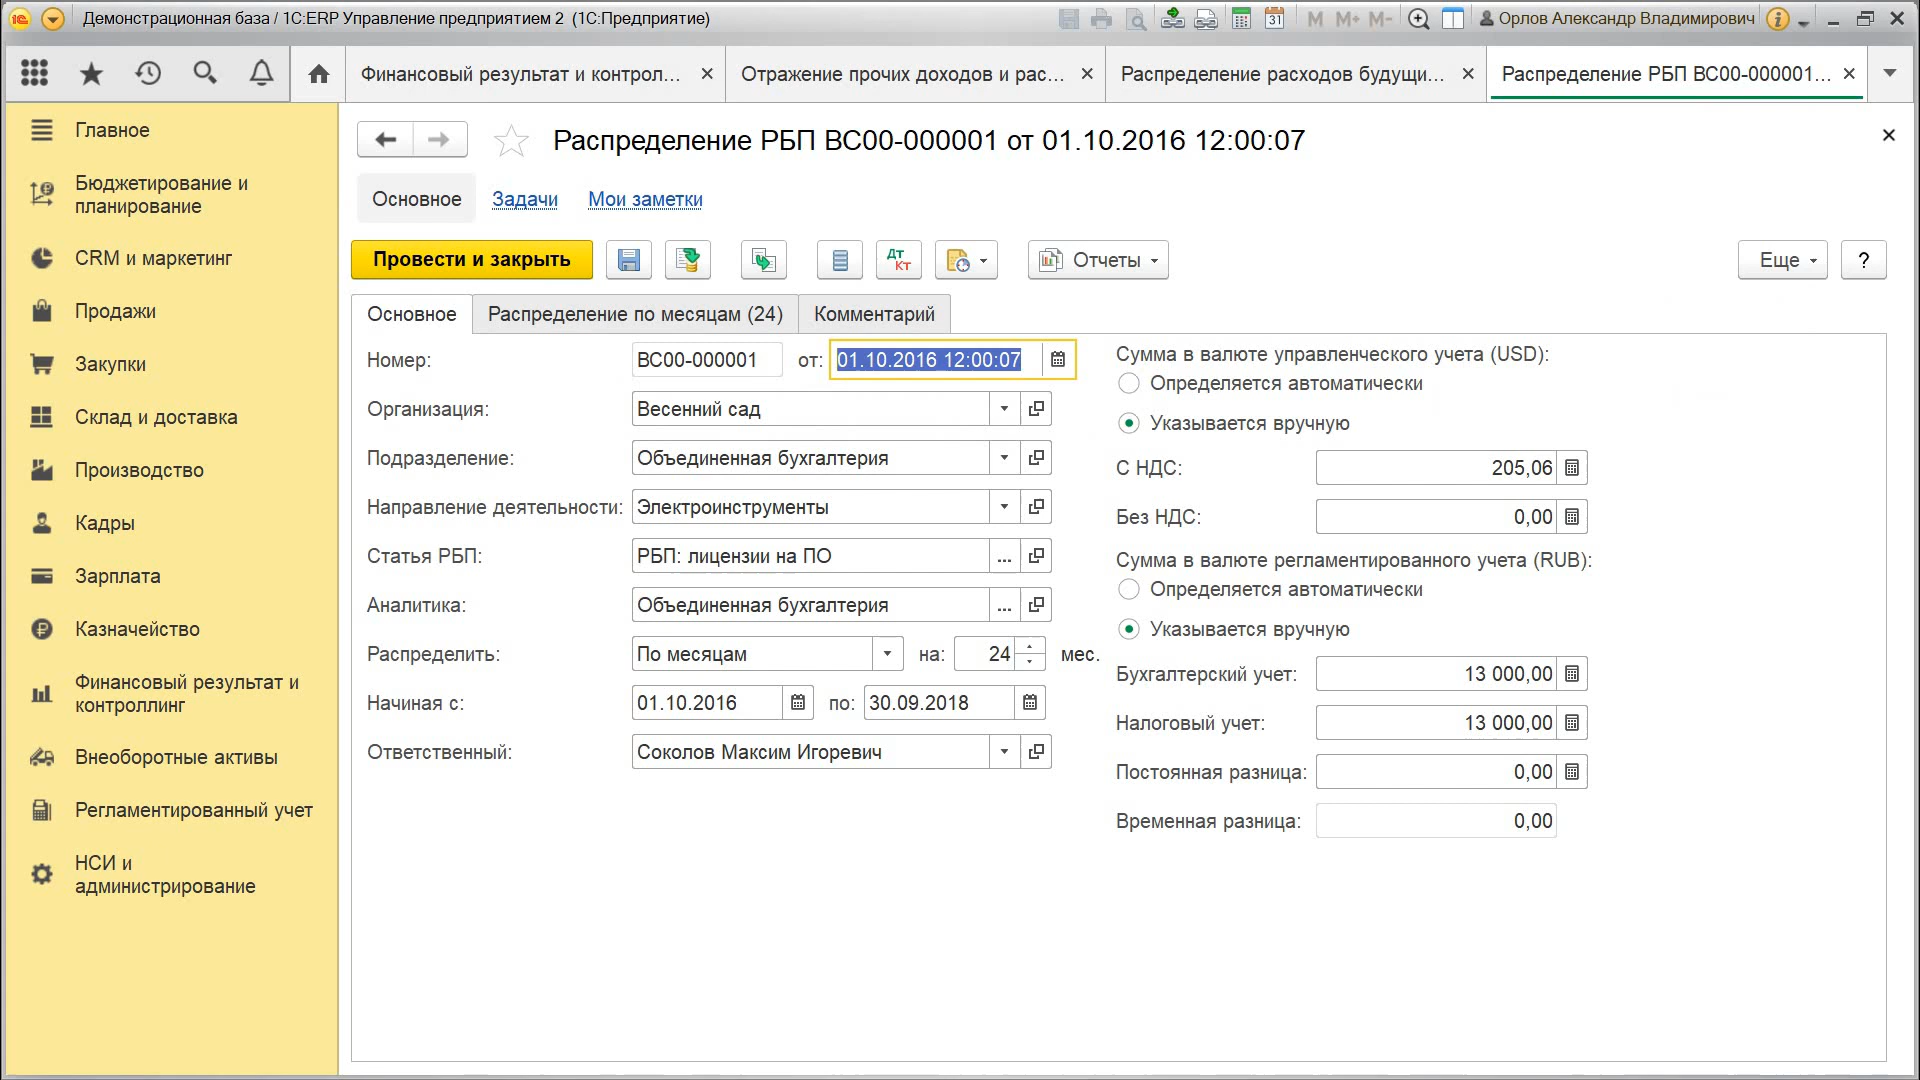 Демонстрационная база / 1С:ERP Управление предприятием 2 (1С:Предприятие)
M M+ M-
Орлов Александр Владимирович
Финансовый результат и контрол...
Отражение прочих доходов и рас...
Распределение расходов будущи...
Распределение РБП ВС00-000001...
Главное
Бюджетирование и
планирование
CRM и маркетинг
Продажи
Закупки
Склад и доставка
Производство
Кадры
Зарплата
Казначейство
Финансовый результат и
контроллинг
Внеоборотные активы
Регламентированный учет
НСИ и
администрирование
Распределение РБП ВС00-000001 от 01.10.2016 12:00:07
Основное Задачи Мои заметки
Провести и закрыть
Дт
Кт
Отчеты
Еще
?
Основное
Распределение по месяцам (24)
Комментарий
Номер: ВС00-000001 от: 01.10.2016 12:00:07
Организация: Весенний сад
Подразделение: Объединенная бухгалтерия
Направление деятельности: Электроинструменты
Статья РБП: РБП: лицензии на ПО ...
Аналитика: Объединенная бухгалтерия ...
Распределить: По месяцам на: 24 мес.
Начиная с: 01.10.2016 по: 30.09.2018
Ответственный: Соколов Максим Игоревич
Сумма в валюте управленческого учета (USD):
Определяется автоматически
Указывается вручную
С НДС: 205,06
Без НДС: 0,00
Сумма в валюте регламентированного учета (RUB):
Определяется автоматически
Указывается вручную
Бухгалтерский учет: 13 000,00
Налоговый учет: 13 000,00
Постоянная разница: 0,00
Временная разница: 0,00